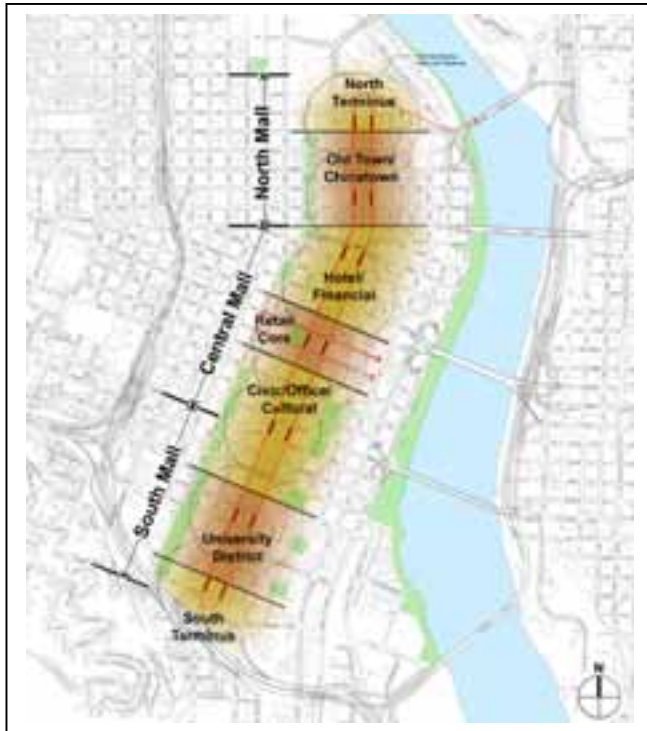 North
Terminus
North Mall
Old Town/
Chinatown
Hotel/
Financial
Central Mall
Retail
Core
Civic/Office/
Cultural
South Mall
University
District
South
Terminus
N